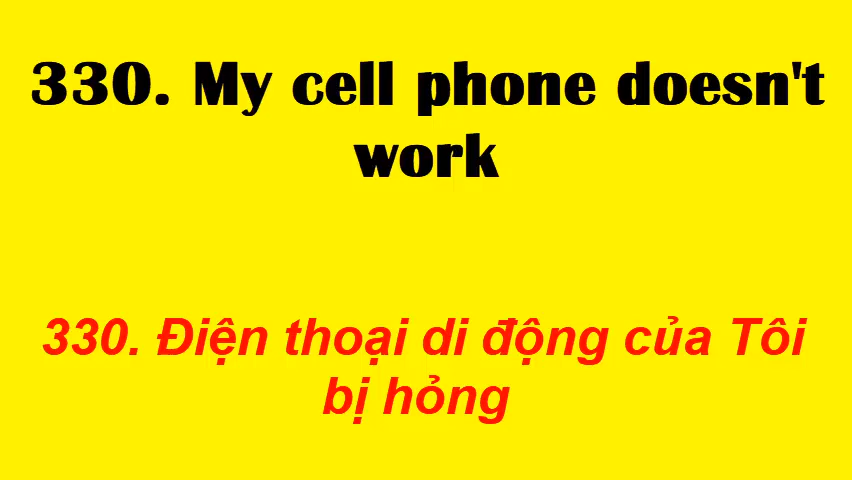 330. My cell phone doesn't
work
330. Điện thoại di động của Tôi
bị hỏng